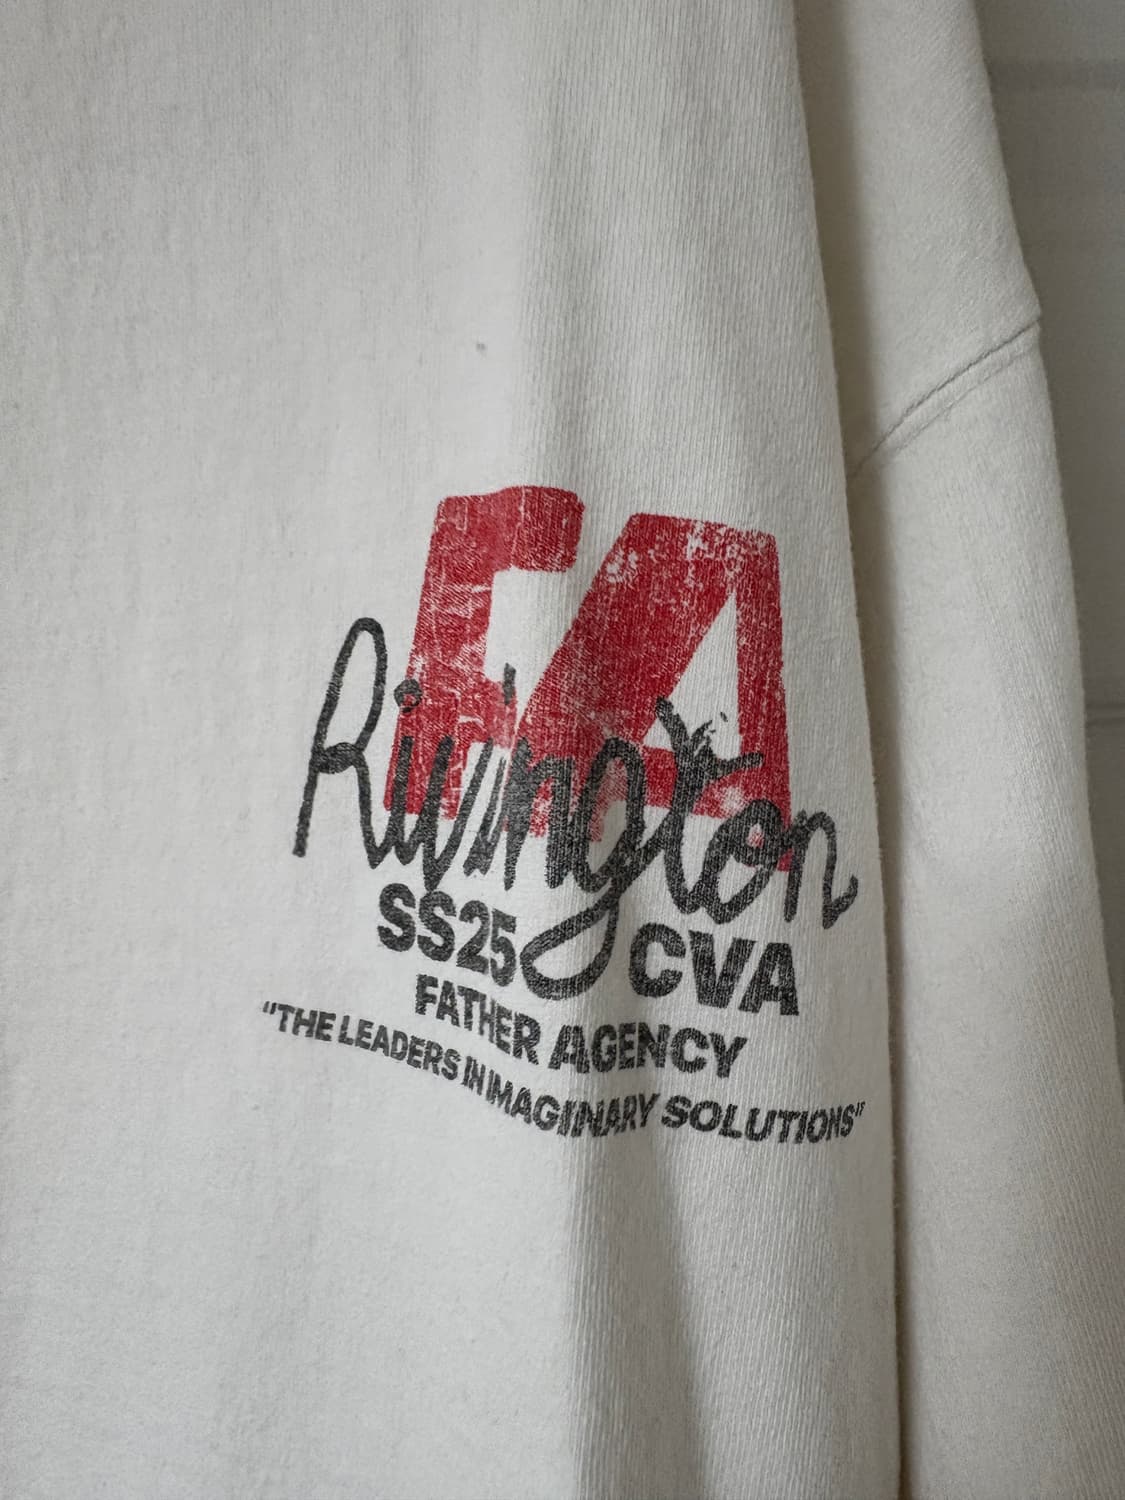 FA
Rivington
SS25 CVA
FATHER AGENCY
"THE LEADERS IN IMAGINARY SOLUTIONS"